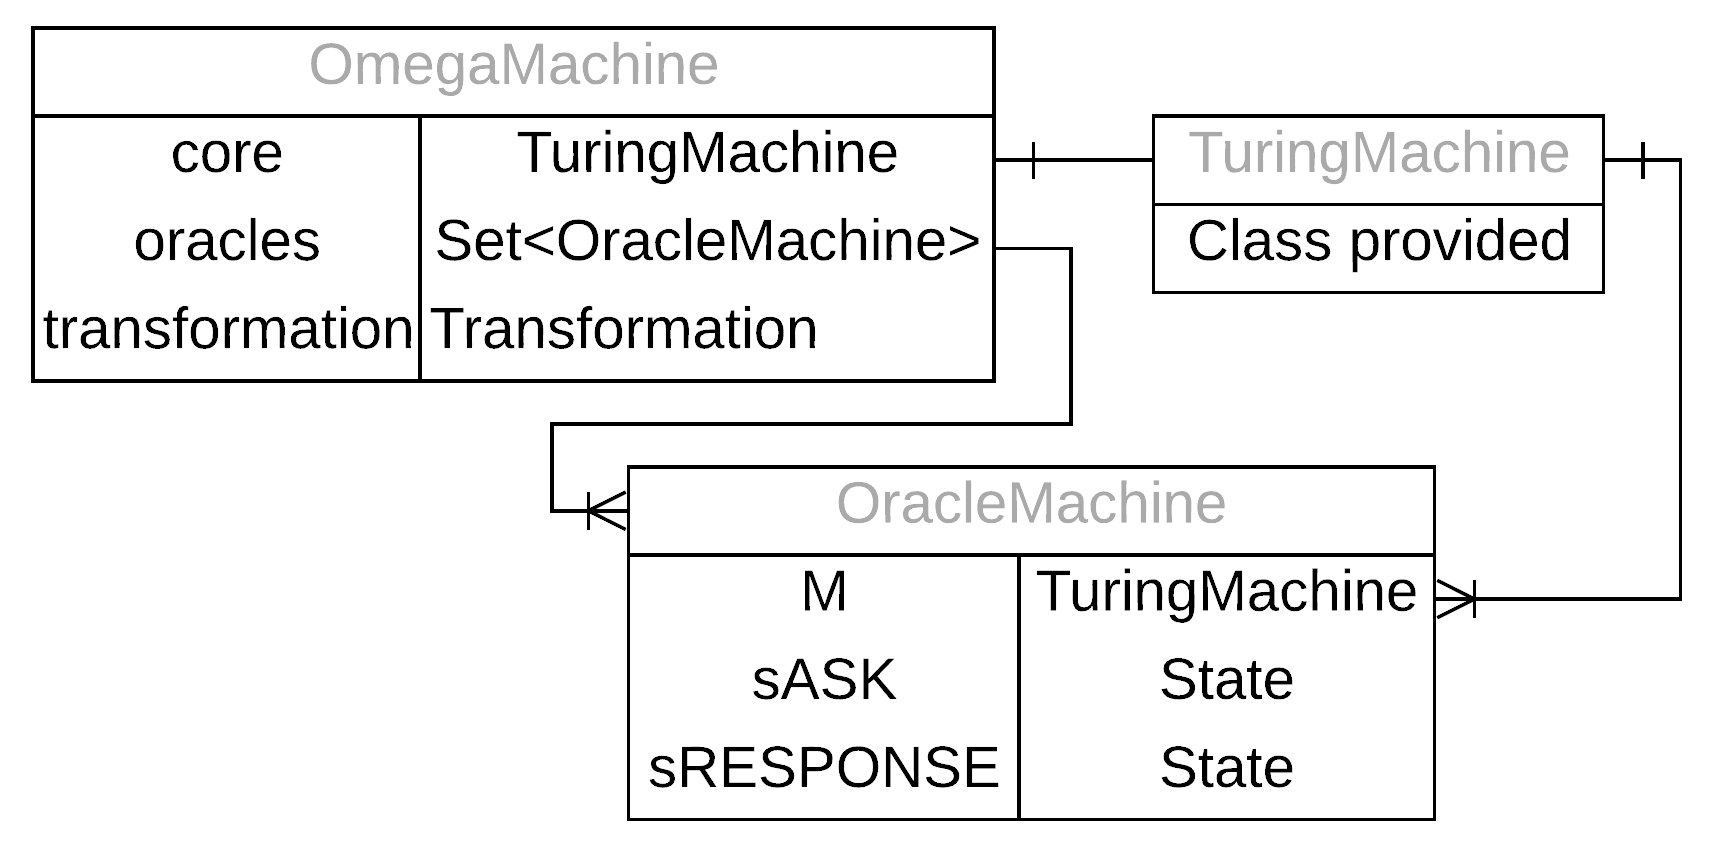 OmegaMachine
core TuringMachine
oracles Set<OracleMachine>
transformation Transformation
TuringMachine
Class provided
OracleMachine
M TuringMachine
sASK State
sRESPONSE State